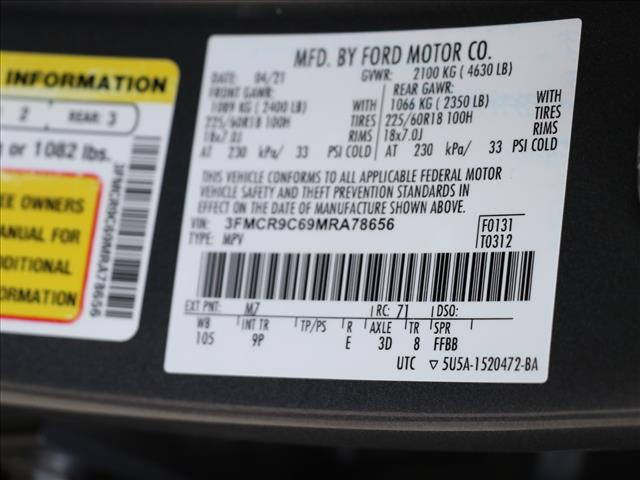 INFORMATION
2 REAR: 3
or 1082 lbs.
EE OWNERS
ANUAL FOR
DDITIONAL
ORMATION
3FMCR9C69MRA78656
MFD. BY FORD MOTOR CO.
DATE: 04/21 GVWR: 2100 KG ( 4630 LB)
FRONT GAWR: REAR GAWR:
1089 KG ( 2400 LB) WITH 1066 KG ( 2350 LB) WITH
225/60R18 100H TIRES 225/60R18 100H TIRES
18x7.0J RIMS 18x7.0J RIMS
AT 230 kPa/ 33 PSI COLD AT 230 kPa/ 33 PSI COLD
THIS VEHICLE CONFORMS TO ALL APPLICABLE FEDERAL MOTOR
VEHICLE SAFETY AND THEFT PREVENTION STANDARDS IN
EFFECT ON THE DATE OF MANUFACTURE SHOWN ABOVE.
VIN: 3FMCR9C69MRA78656 F0131
TYPE: MPV T0312
EXT PNT: M7 RC: 71 DSO:
WB INT TR TP/PS R AXLE TR SPR
105 9P E 3D 8 FFBB
UTC ▽ 5U5A-1520472-BA